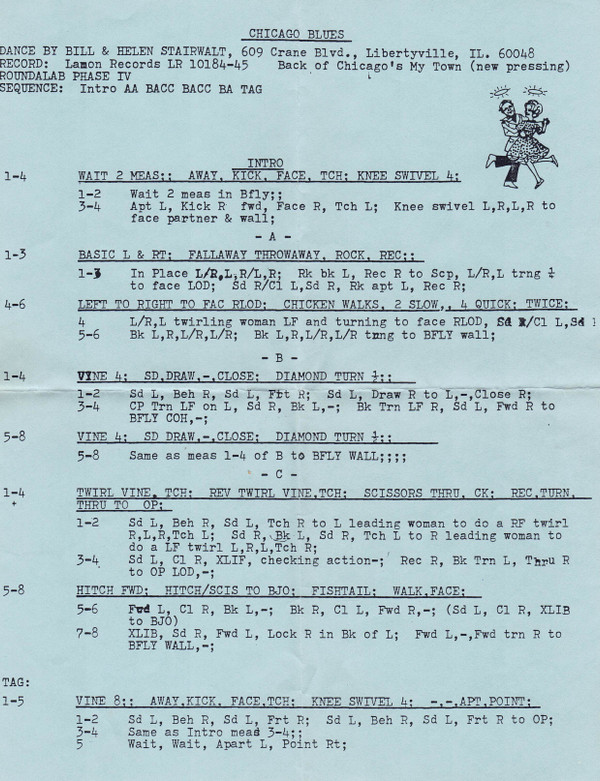 CHICAGO BLUES
DANCE BY BILL & HELEN STAIRWALT, 609 Crane Blvd., Libertyville, IL. 60048
RECORD: Lamon Records LR 10184-45 Back of Chicago's My Town (new pressing)
ROUNDALAB PHASE IV
SEQUENCE: Intro AA BACC BACC BA TAG
INTRO
1-4 WAIT 2 MEAS;; AWAY, KICK, FACE, TCH; KNEE SWIVEL 4;
1-2 Wait 2 meas in Bfly;;
3-4 Apt L, Kick R fwd, Face R, Tch L; Knee swivel L,R,L,R to
face partner & wall;
- A -
1-3 BASIC L & RT; FALLAWAY THROWAWAY, ROCK, REC;;
1-3 In Place L/R,L,R/L,R; Rk bk L, Rec R to Scp, L/R,L trng ¼
to face LOD; Sd R/Cl L,Sd R, Rk apt L, Rec R;
4-6 LEFT TO RIGHT TO FAC RLOD; CHICKEN WALKS, 2 SLOW,, 4 QUICK; TWICE;
4 L/R,L twirling woman LF and turning to face RLOD, Sd R/Cl L,Sd
5-6 Bk L,R,L/R,L/R; Bk L,R,L/R,L/R trng to BFLY wall;
- B -
1-4 VINE 4; SD,DRAW,-,CLOSE; DIAMOND TURN ½;;
1-2 Sd L, Beh R, Sd L, Frt R; Sd L, Draw R to L,-,Close R;
3-4 CP Trn LF on L, Sd R, Bk L,-; Bk Trn LF R, Sd L, Fwd R to
BFLY COH,-;
5-8 VINE 4; SD DRAW,-,CLOSE; DIAMOND TURN ½;;
5-8 Same as meas 1-4 of B to BFLY WALL;;;;
- C -
1-4 TWIRL VINE, TCH; REV TWIRL VINE,TCH; SCISSORS THRU, CK; REC,TURN,
THRU TO OP;
1-2 Sd L, Beh R, Sd L, Tch R to L leading woman to do a RF twirl
R,L,R,Tch L; Sd R, Bk L, Sd R, Tch L to R leading woman to
do a LF twirl L,R,L,Tch R;
3-4 Sd L, Cl R, XLIF, checking action-; Rec R, Bk Trn L, Thru R
to OP LOD,-;
5-8 HITCH FWD; HITCH/SCIS TO BJO; FISHTAIL; WALK,FACE;
5-6 Fwd L, Cl R, Bk L,-; Bk R, Cl L, Fwd R,-; (Sd L, Cl R, XLIB
to BJO)
7-8 XLIB, Sd R, Fwd L, Lock R in Bk of L; Fwd L,-,Fwd trn R to
BFLY WALL,-;
TAG:
1-5 VINE 8;; AWAY,KICK, FACE,TCH; KNEE SWIVEL 4; -,-,APT,POINT;
1-2 Sd L, Beh R, Sd L, Frt R; Sd L, Beh R, Sd L, Frt R to OP;
3-4 Same as Intro meas 3-4;;
5 Wait, Wait, Apart L, Point Rt;